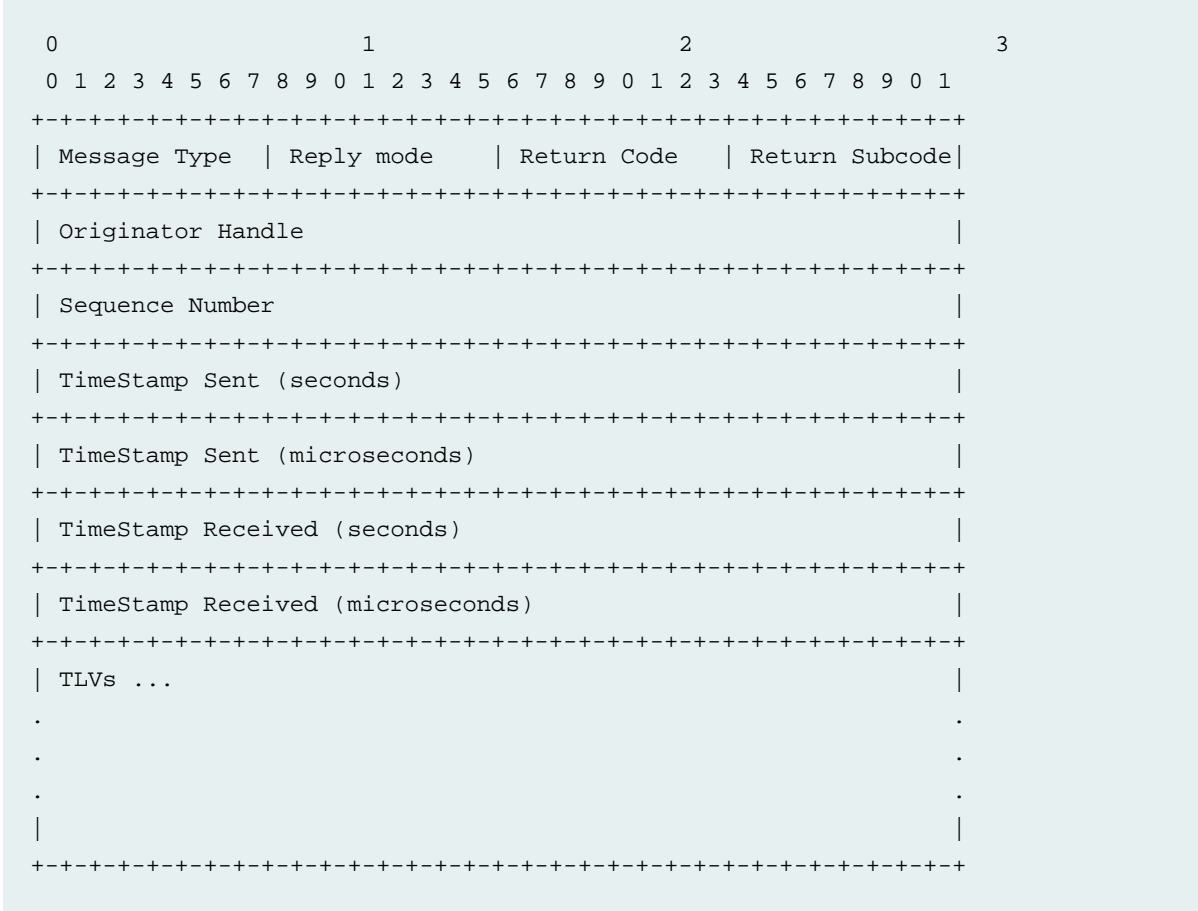 0                     1                     2                     3
 0 1 2 3 4 5 6 7 8 9 0 1 2 3 4 5 6 7 8 9 0 1 2 3 4 5 6 7 8 9 0 1
+-+-+-+-+-+-+-+-+-+-+-+-+-+-+-+-+-+-+-+-+-+-+-+-+-+-+-+-+-+-+-+-+
| Message Type  | Reply mode    | Return Code   | Return Subcode|
+-+-+-+-+-+-+-+-+-+-+-+-+-+-+-+-+-+-+-+-+-+-+-+-+-+-+-+-+-+-+-+-+
| Originator Handle                                             |
+-+-+-+-+-+-+-+-+-+-+-+-+-+-+-+-+-+-+-+-+-+-+-+-+-+-+-+-+-+-+-+-+
| Sequence Number                                               |
+-+-+-+-+-+-+-+-+-+-+-+-+-+-+-+-+-+-+-+-+-+-+-+-+-+-+-+-+-+-+-+-+
| TimeStamp Sent (seconds)                                      |
+-+-+-+-+-+-+-+-+-+-+-+-+-+-+-+-+-+-+-+-+-+-+-+-+-+-+-+-+-+-+-+-+
| TimeStamp Sent (microseconds)                                 |
+-+-+-+-+-+-+-+-+-+-+-+-+-+-+-+-+-+-+-+-+-+-+-+-+-+-+-+-+-+-+-+-+
| TimeStamp Received (seconds)                                  |
+-+-+-+-+-+-+-+-+-+-+-+-+-+-+-+-+-+-+-+-+-+-+-+-+-+-+-+-+-+-+-+-+
| TimeStamp Received (microseconds)                             |
+-+-+-+-+-+-+-+-+-+-+-+-+-+-+-+-+-+-+-+-+-+-+-+-+-+-+-+-+-+-+-+-+
| TLVs ...                                                      |
.                                                               .
.                                                               .
.                                                               .
|                                                               |
+-+-+-+-+-+-+-+-+-+-+-+-+-+-+-+-+-+-+-+-+-+-+-+-+-+-+-+-+-+-+-+-+